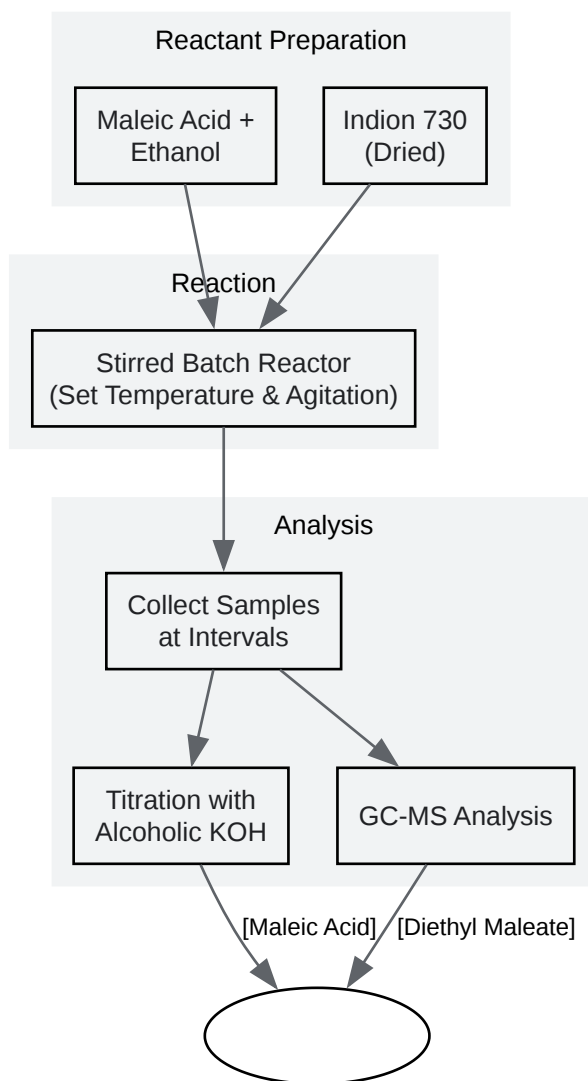 Reactant Preparation
Maleic Acid +
Ethanol
Indion 730
(Dried)
Reaction
Stirred Batch Reactor
(Set Temperature & Agitation)
Analysis
Collect Samples
at Intervals
Titration with
Alcoholic KOH
GC-MS Analysis
[Maleic Acid]
[Diethyl Maleate]